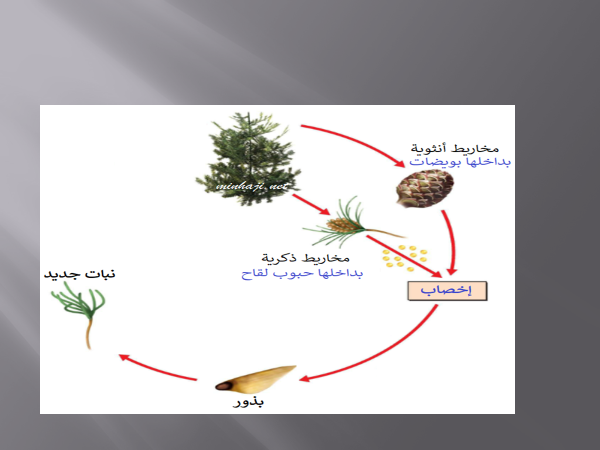 مخاريط أنثوية
بداخلها بويضات
minhaji.net
مخاريط ذكرية
بداخلها حبوب لقاح
إخصاب
نبات جديد
بذور